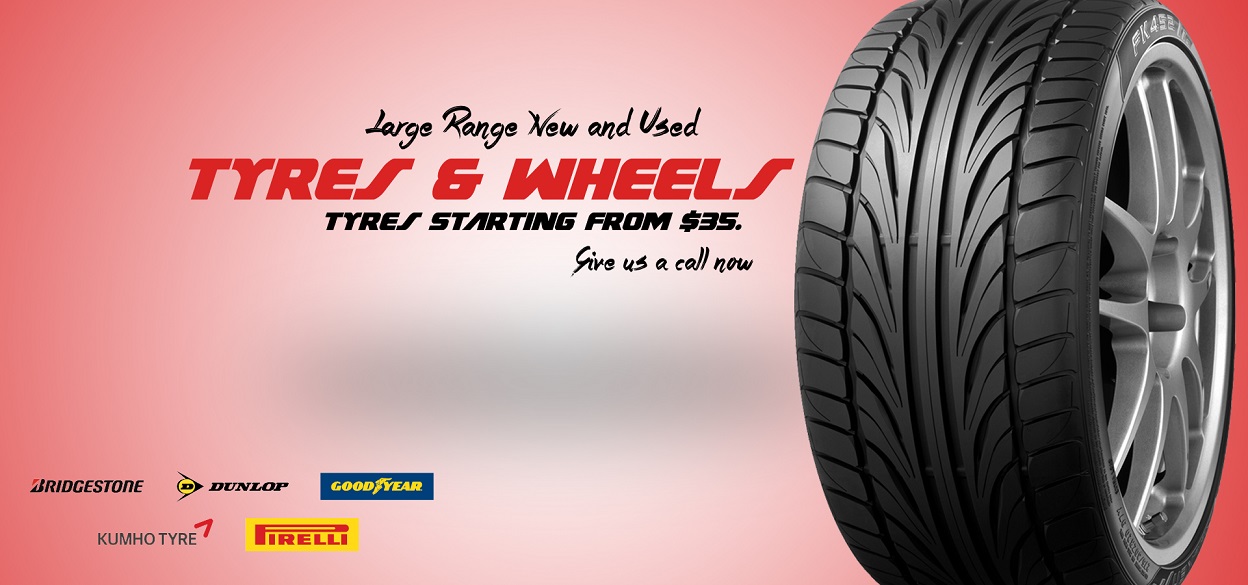 Large Range New and Used
TYRES & WHEELS
TYRES STARTING FROM $35.
Give us a call now
BRIDGESTONE
DUNLOP
GOODYEAR
KUMHO TYRE
PIRELLI